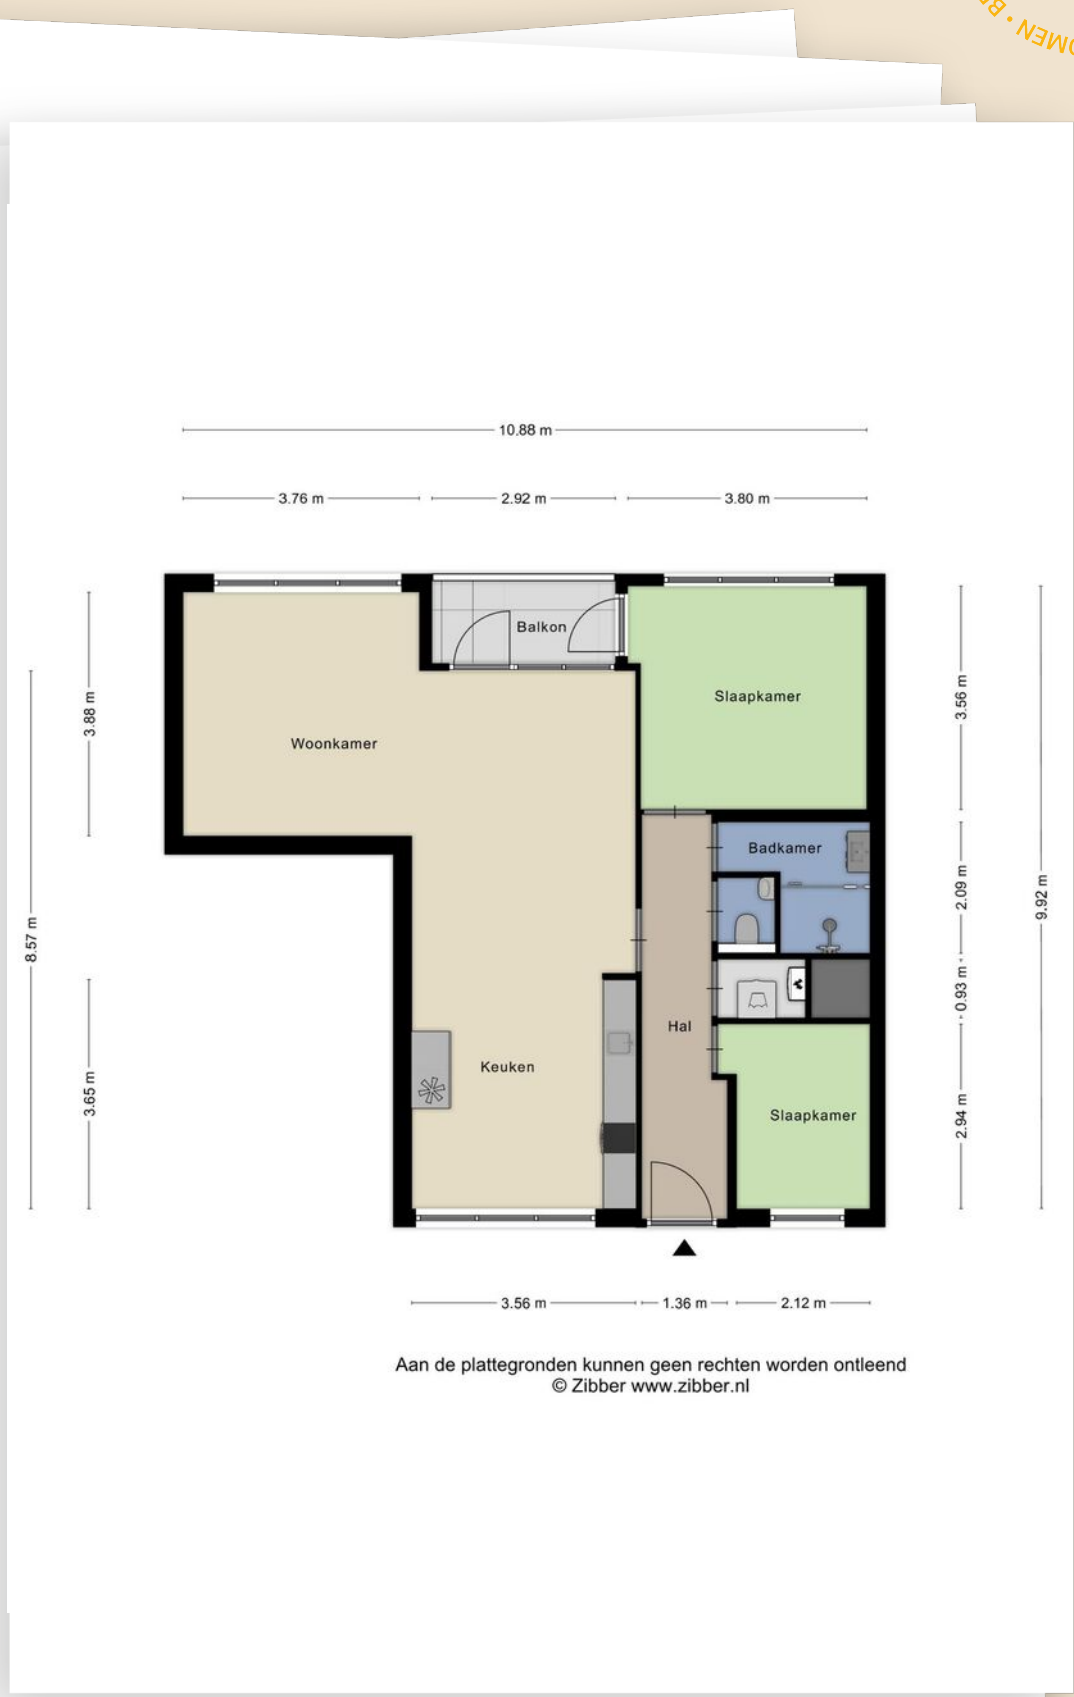 OMEN • BE
10.88 m
3.76 m
2.92 m
3.80 m
Balkon
Slaapkamer
Woonkamer
3.88 m
3.56 m
Badkamer
8.57 m
2.09 m
9.92 m
0.93 m
Hal
Keuken
3.65 m
2.94 m
Slaapkamer
3.56 m
1.36 m
2.12 m
Aan de plattegronden kunnen geen rechten worden ontleend
© Zibber www.zibber.nl